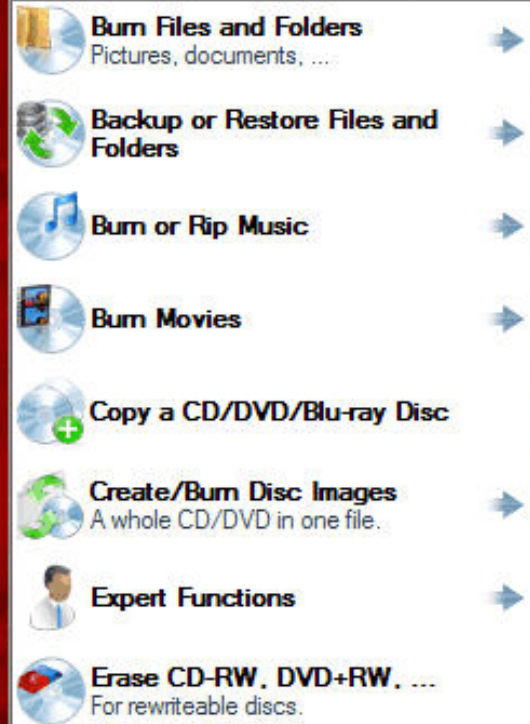 Burn Files and Folders
Pictures, documents, ...
Backup or Restore Files and
Folders
Burn or Rip Music
Burn Movies
Copy a CD/DVD/Blu-ray Disc
Create/Burn Disc Images
A whole CD/DVD in one file.
Expert Functions
Erase CD-RW, DVD+RW, ...
For rewriteable discs.